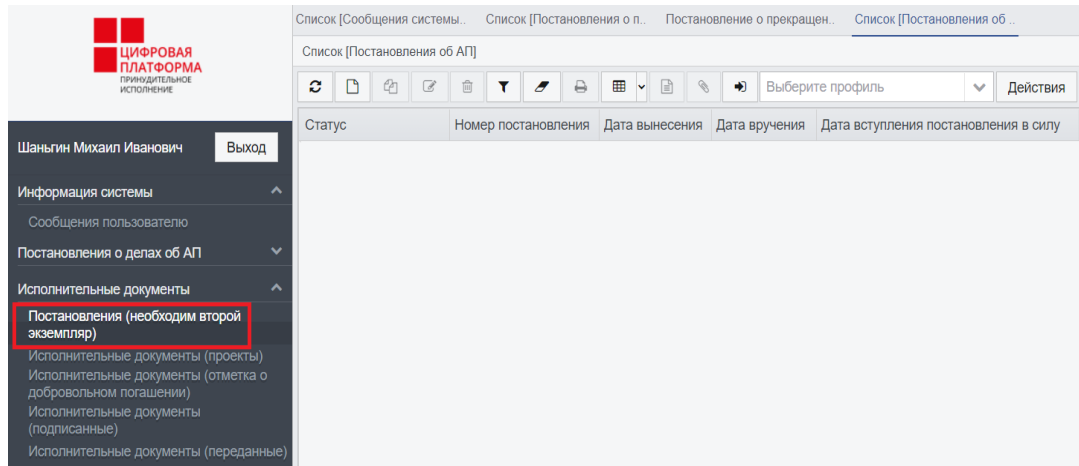 Список [Сообщения системы..
Список [Постановления о п..
Постановление о прекращен..
Список [Постановления об ..
ЦИФРОВАЯ
ПЛАТФОРМА
ПРИНУДИТЕЛЬНОЕ
ИСПОЛНЕНИЕ
Список [Постановления об АП]
Выберите профиль
Действия
Статус
Номер постановления
Дата вынесения
Дата вручения
Дата вступления постановления в силу
Шаньгин Михаил Иванович
Выход
Информация системы
Сообщения пользователю
Постановления о делах об АП
Исполнительные документы
Постановления (необходим второй
экземпляр)
Исполнительные документы (проекты)
Исполнительные документы (отметка о
добровольном погашении)
Исполнительные документы
(подписанные)
Исполнительные документы (переданные)